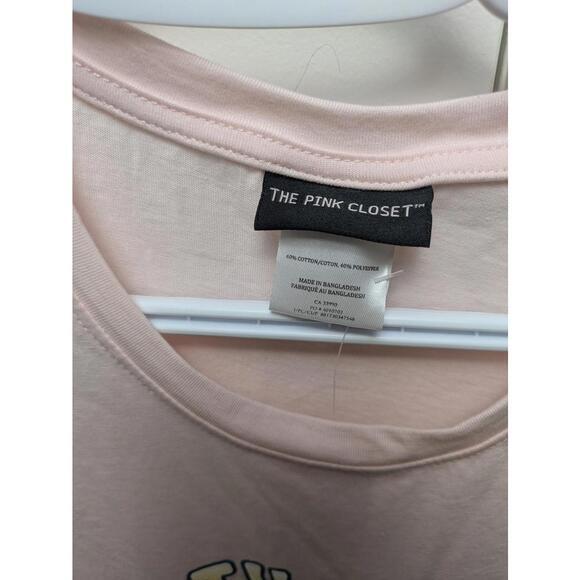 THE PINK CLOSET™
60% COTTON/COTON, 40% POLYESTER
MADE IN BANGLADESH
FABRIQUÉ AU BANGLADESH
CA 33990